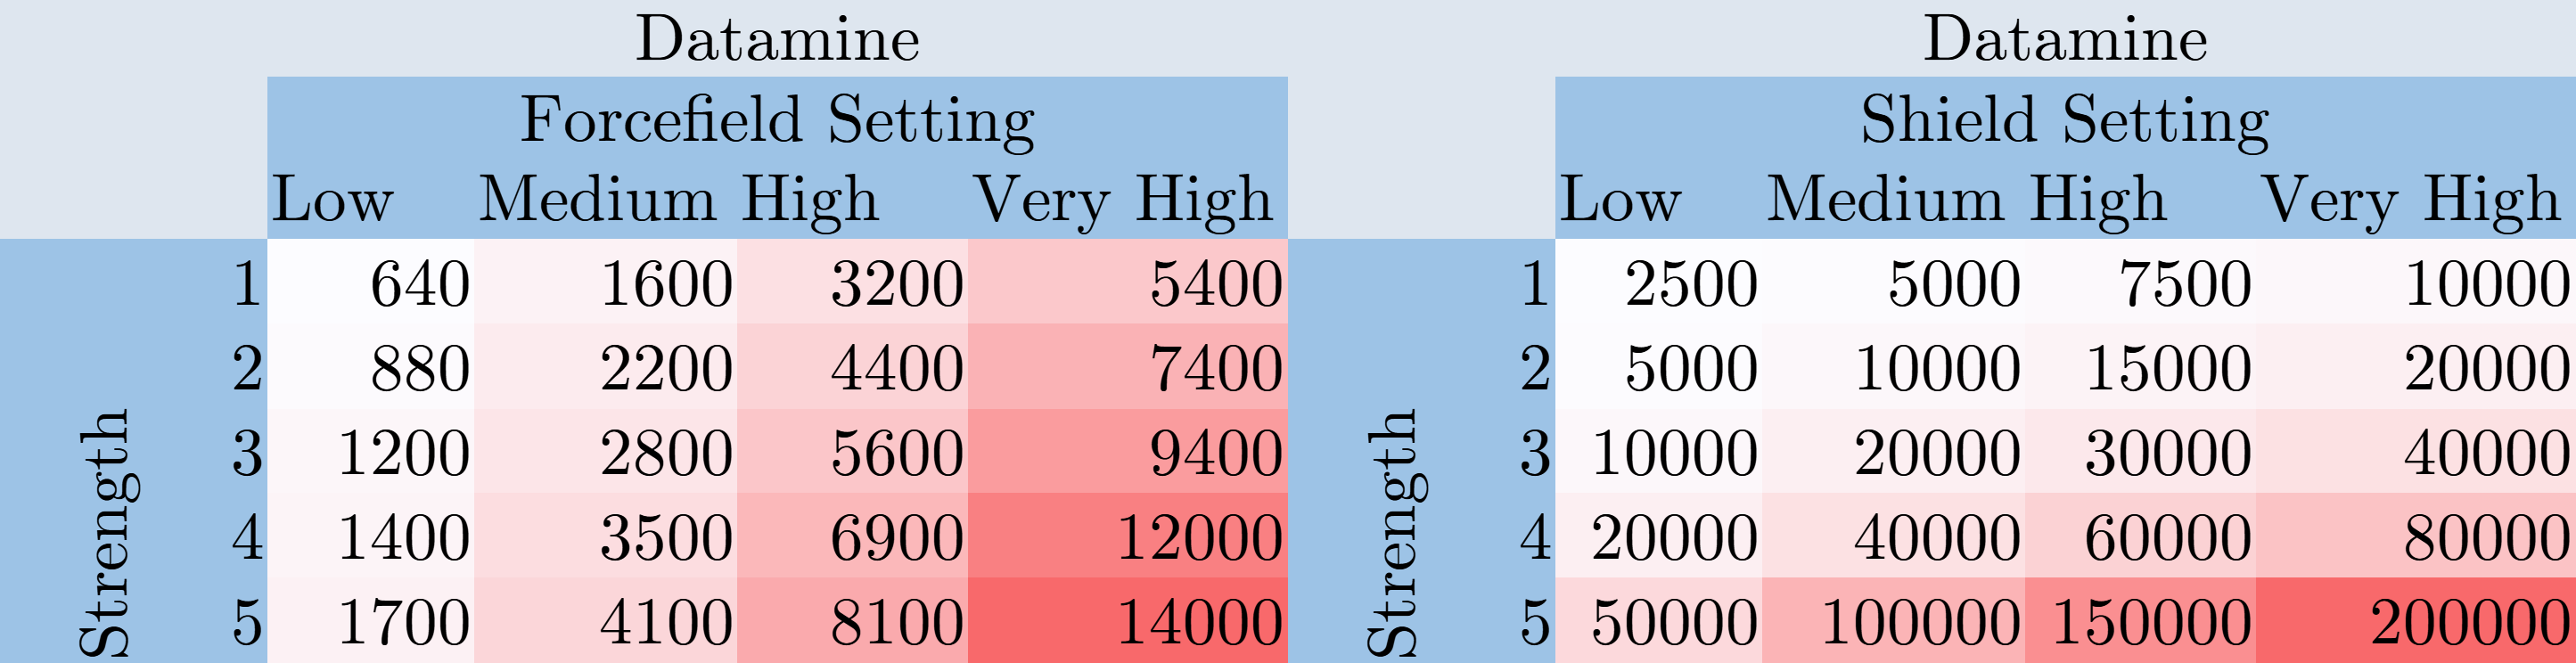 Datamine Datamine
Forcefield Setting Shield Setting
Low Medium High Very High Low Medium High Very High
Strength 1 640 1600 3200 5400 Strength 1 2500 5000 7500 10000
2 880 2200 4400 7400 2 5000 10000 15000 20000
3 1200 2800 5600 9400 3 10000 20000 30000 40000
4 1400 3500 6900 12000 4 20000 40000 60000 80000
5 1700 4100 8100 14000 5 50000 100000 150000 200000